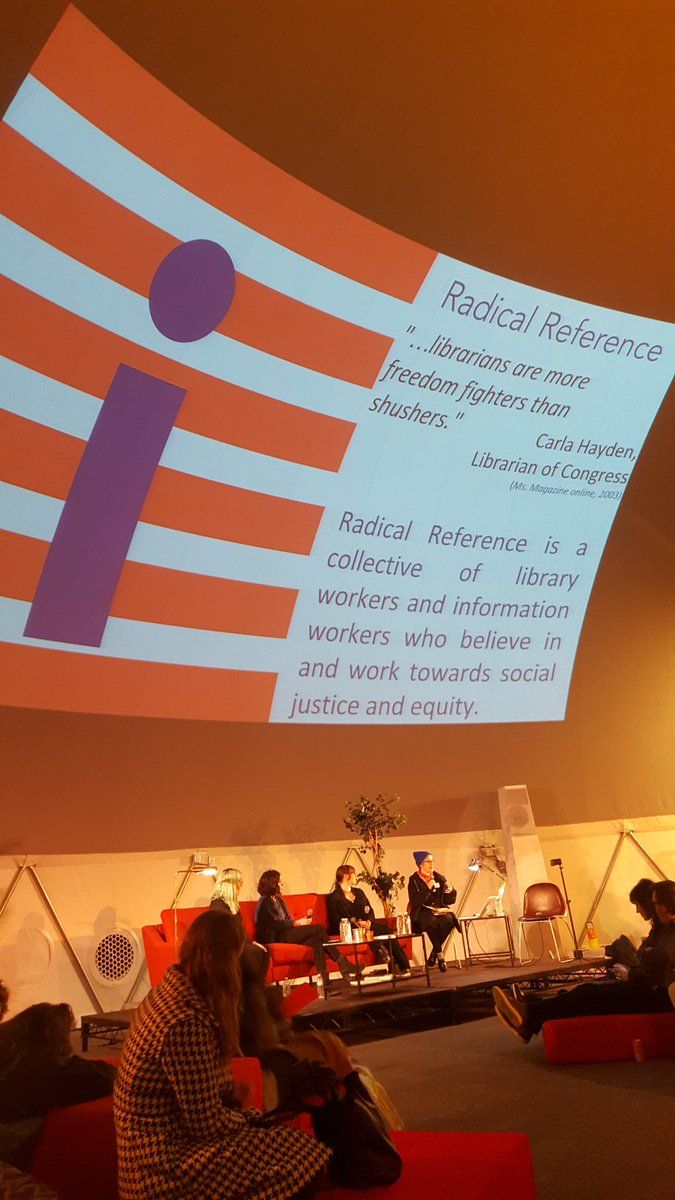 Radical Reference
"...librarians are more
freedom fighters than
shushers."
Carla Hayden,
Librarian of Congress
(Ms. Magazine online, 2003)
Radical Reference is a
collective of library
workers and information
workers who believe in
and work towards social
justice and equity.